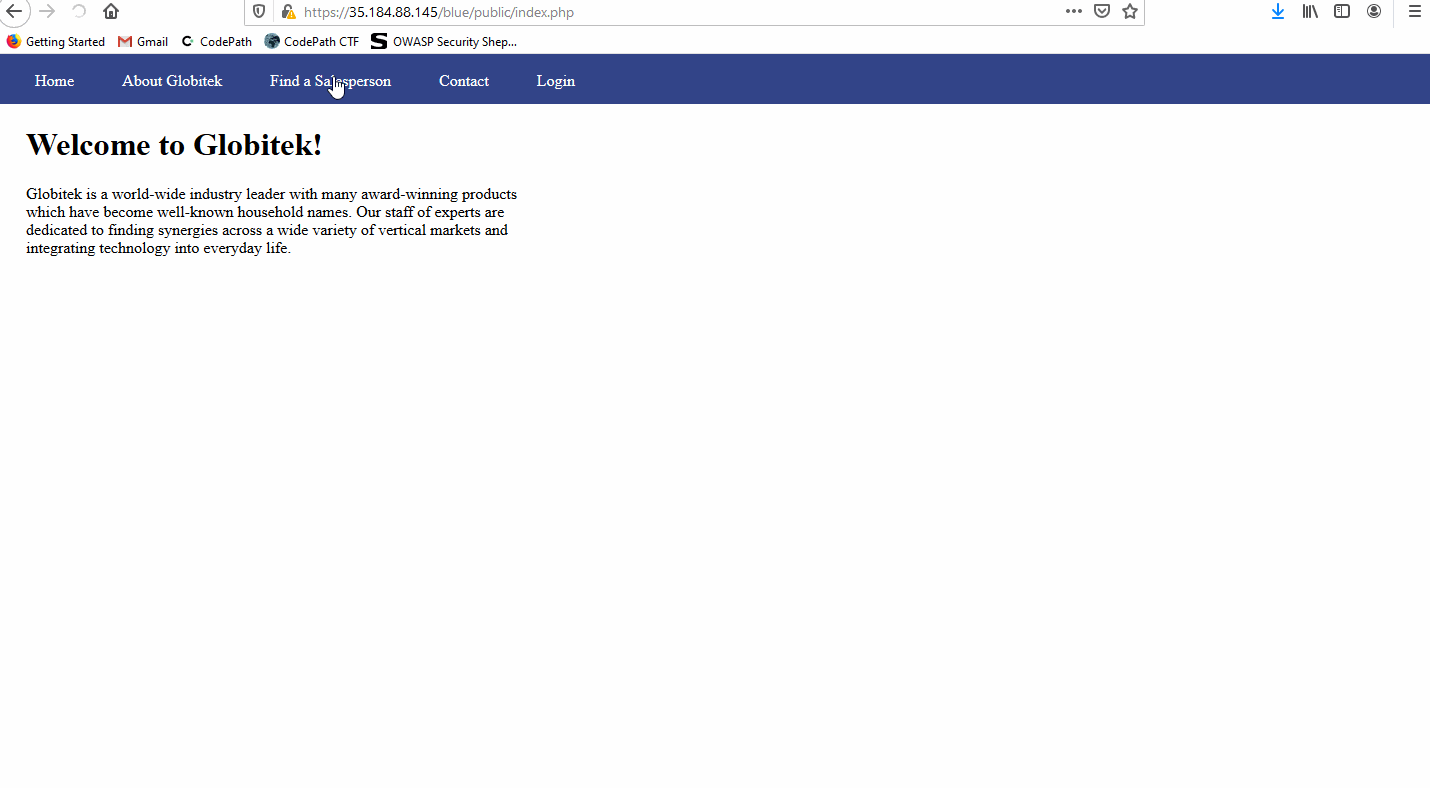 https://35.184.88.145/blue/public/index.php
Getting Started Gmail CodePath CodePath CTF OWASP Security Shep...
Home About Globitek Find a Salesperson Contact Login
Welcome to Globitek!
Globitek is a world-wide industry leader with many award-winning products
which have become well-known household names. Our staff of experts are
dedicated to finding synergies across a wide variety of vertical markets and
integrating technology into everyday life.